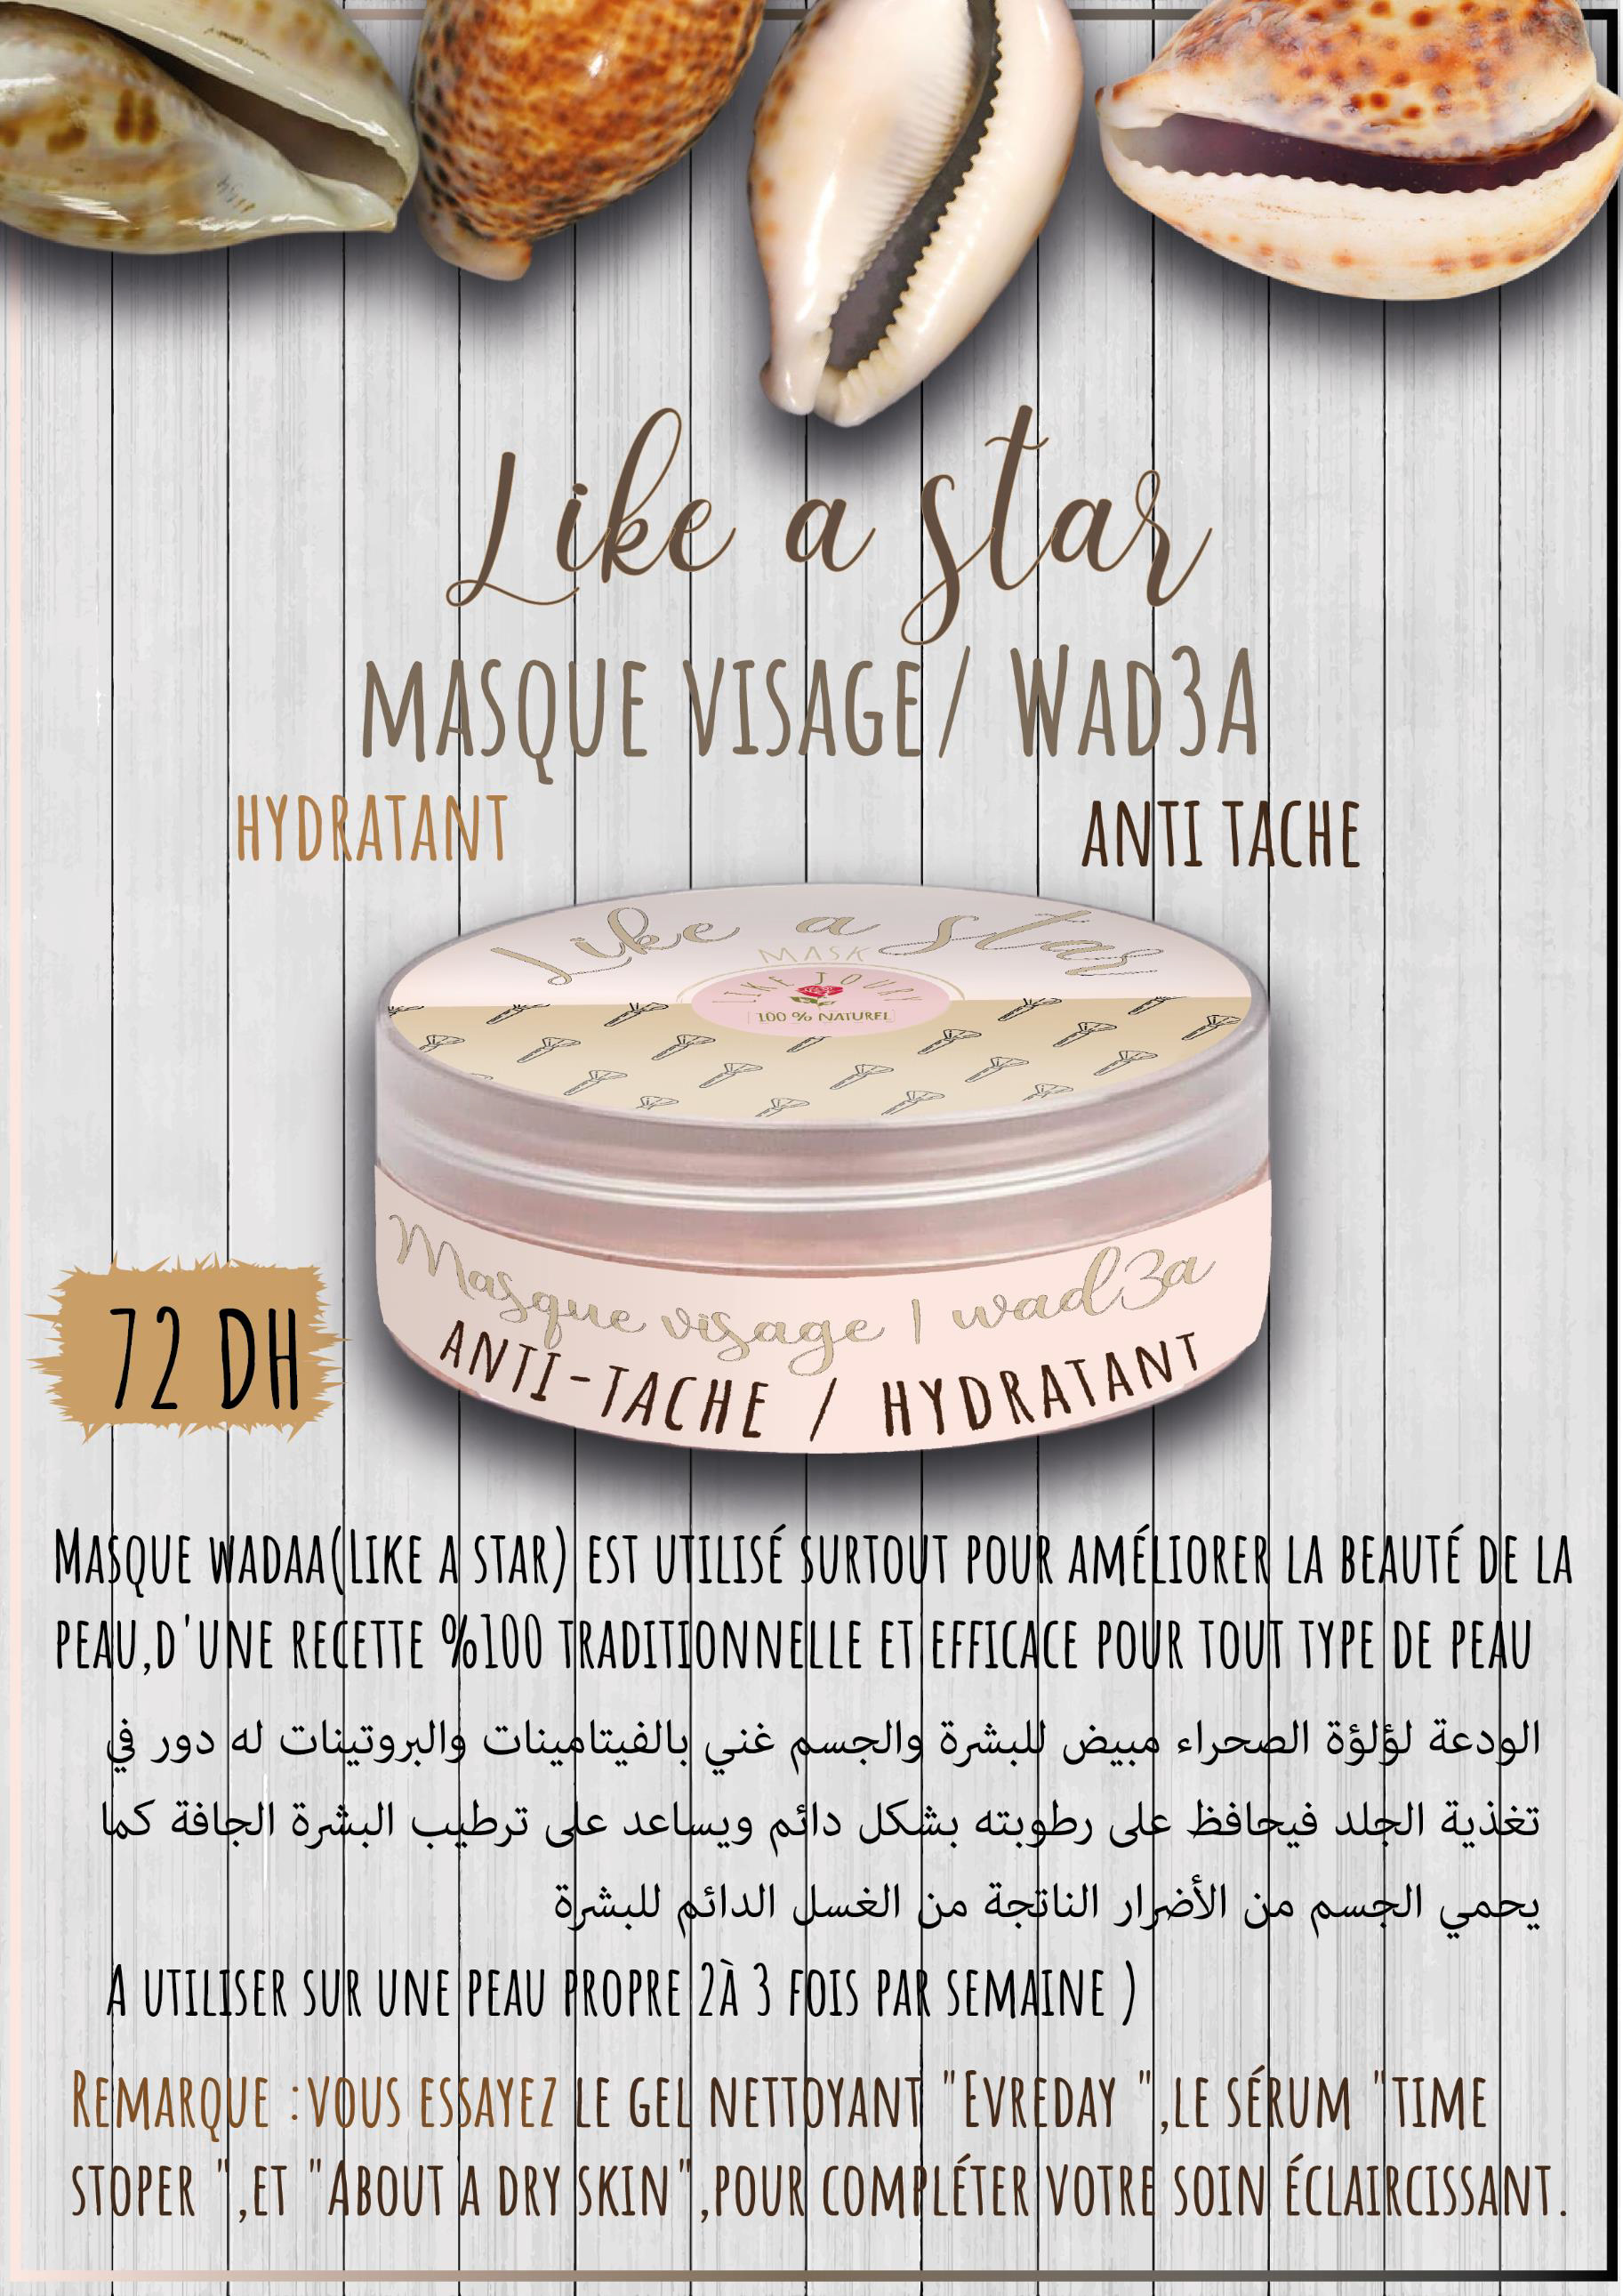 Like a star
MASQUE VISAGE/ WAD3A
HYDRATANT
ANTI TACHE
Like a star
MASK
LIKE JOURY
100 % NATUREL
Masque visage | wad3a
ANTI-TACHE / HYDRATANT
72 DH
MASQUE WADAA(LIKE A STAR) EST UTILISÉ SURTOUT POUR AMÉLIORER LA BEAUTÉ DE LA
PEAU,D'UNE RECETTE %100 TRADITIONNELLE ET EFFICACE POUR TOUT TYPE DE PEAU
الودعة لؤلؤة الصحراء مبيض للبشرة والجسم غني بالفيتامينات والبروتينات له دور في
تغذية الجلد فيحافظ على رطوبته بشكل دائم ويساعد على ترطيب البشرة الجافة كما
يحمي الجسم من الأضرار الناتجة من الغسل الدائم للبشرة
A UTILISER SUR UNE PEAU PROPRE 2À 3 FOIS PAR SEMAINE )
REMARQUE :VOUS ESSAYEZ LE GEL NETTOYANT "EVREDAY ",LE SÉRUM "TIME
STOPER ",ET "ABOUT A DRY SKIN",POUR COMPLÉTER VOTRE SOIN ÉCLAIRCISSANT.